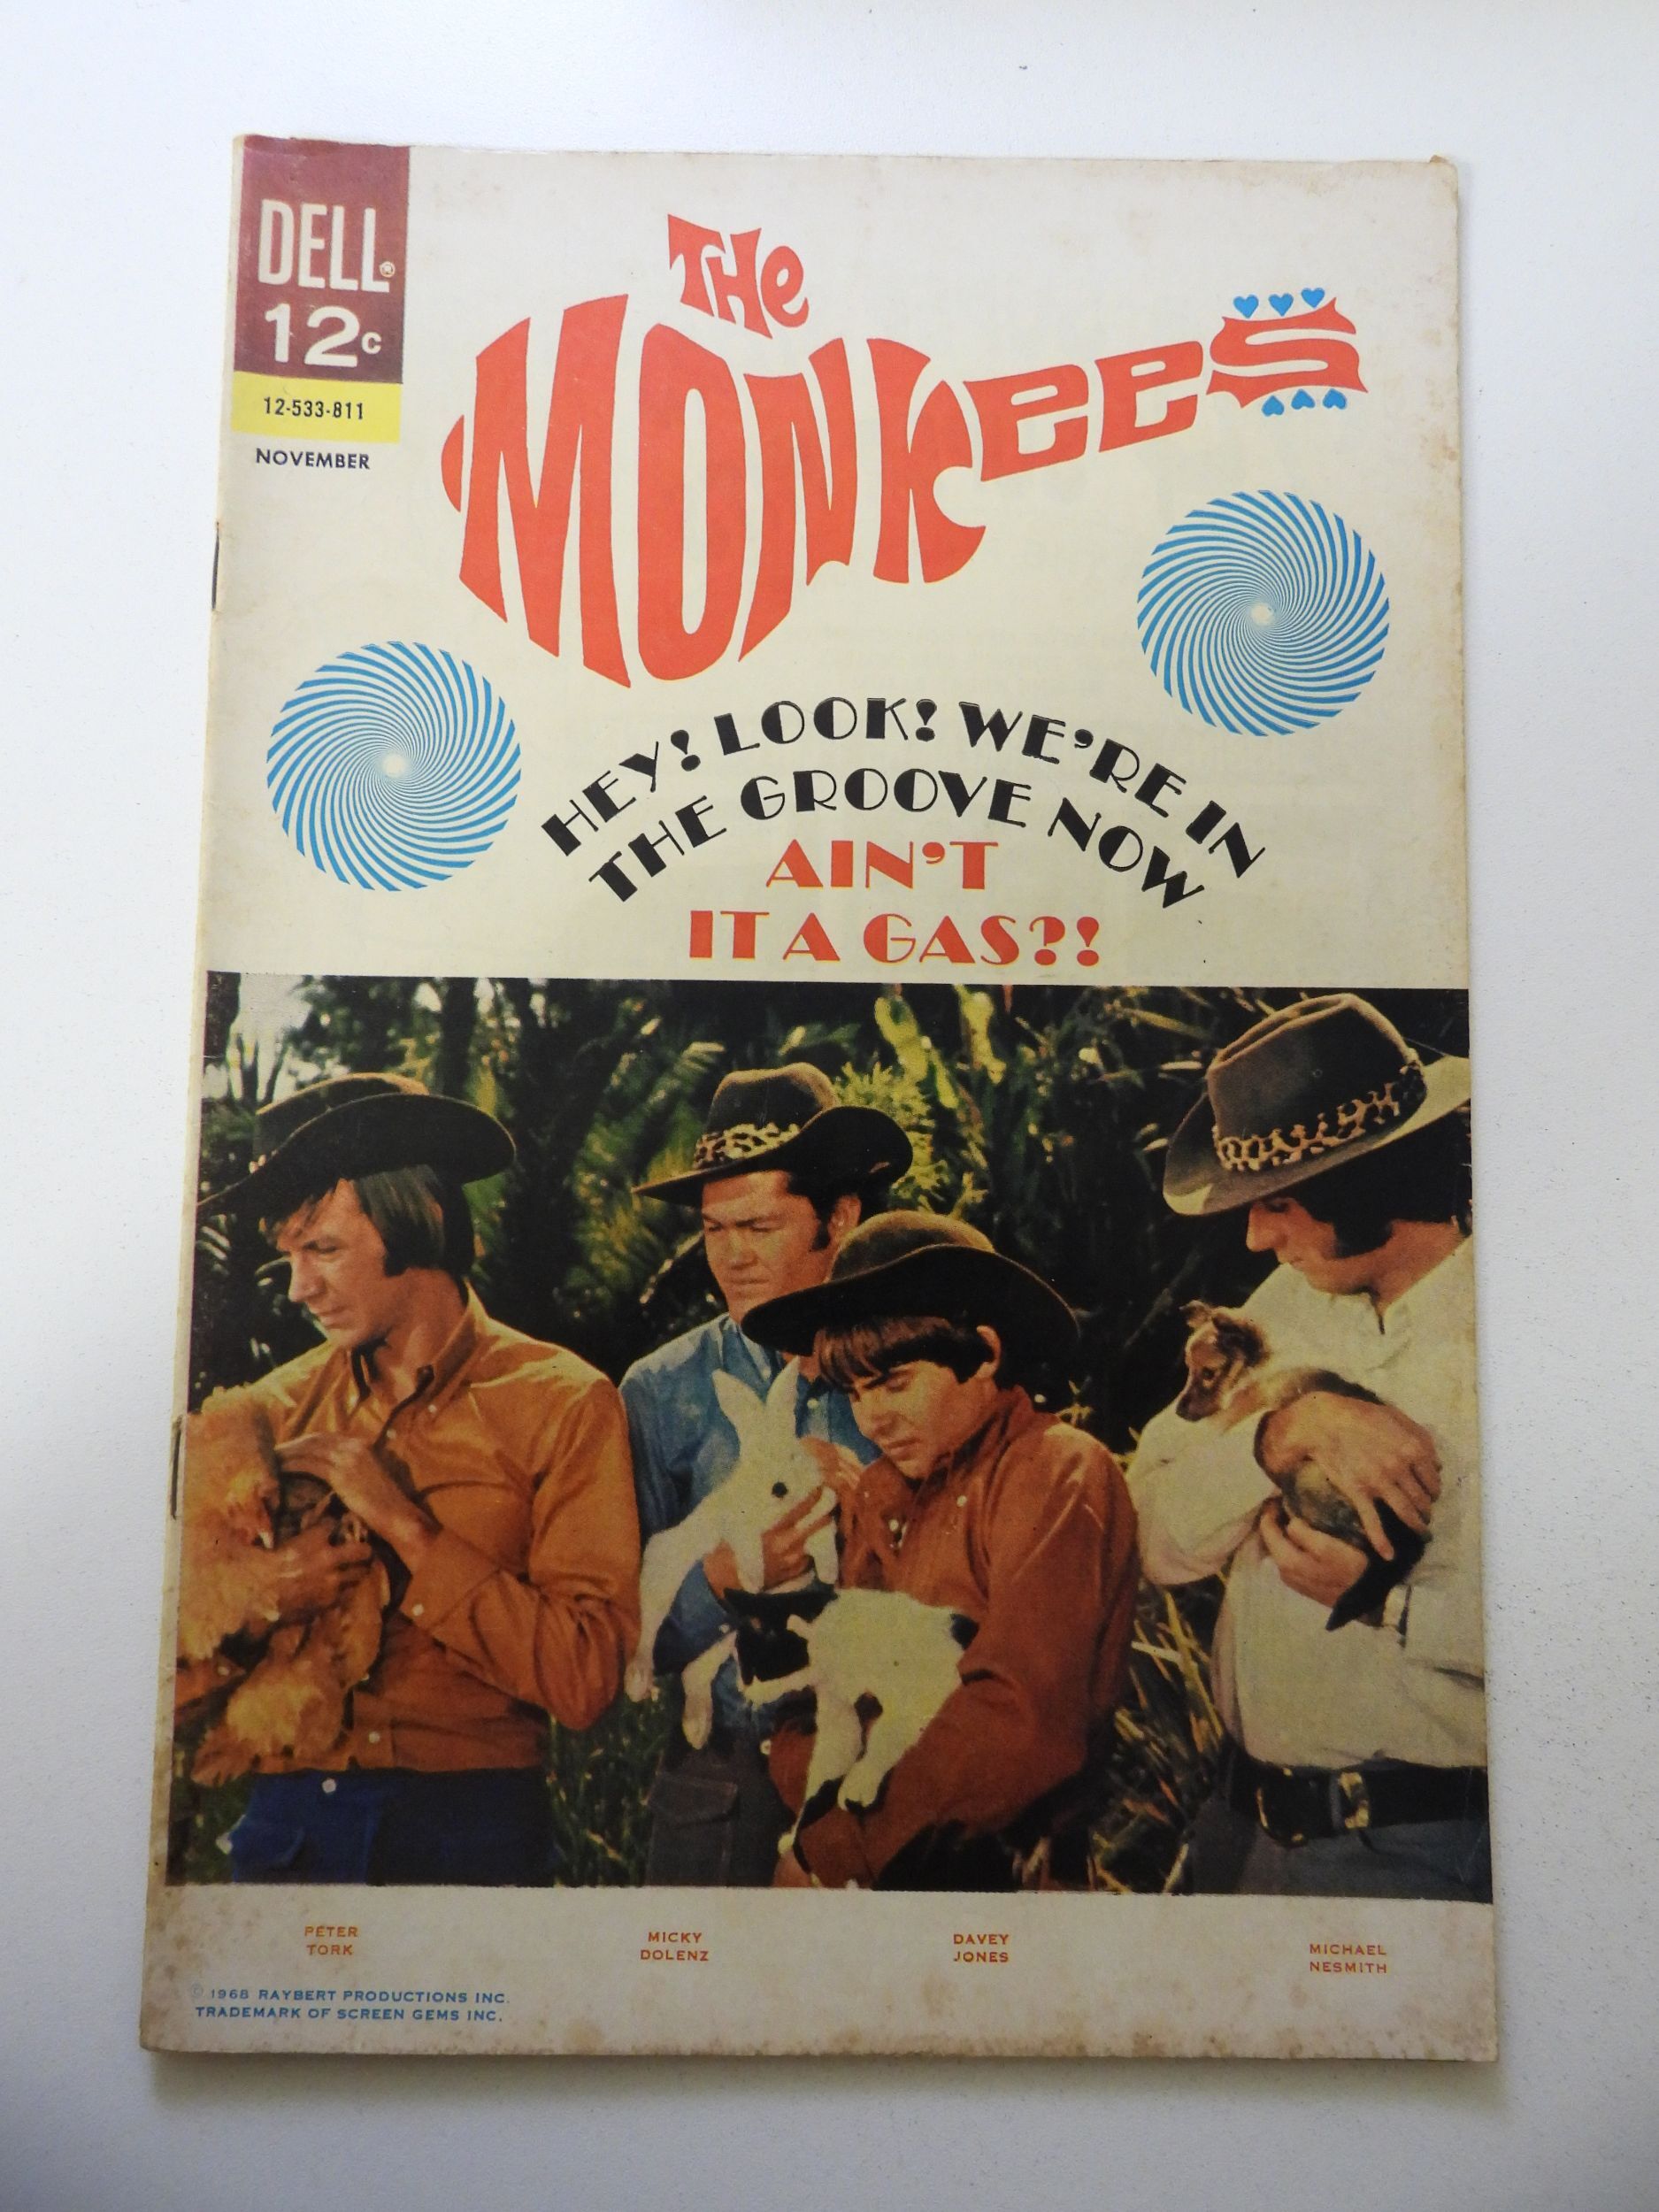 DELL®
12c
12-533-811
NOVEMBER
THe
MONKees
HEY! LOOK! WE'RE IN
THE GROOVE NOW
AIN'T
IT A GAS?!
PETER
TORK
MICKY
DOLENZ
DAVEY
JONES
MICHAEL
NESMITH
© 1968 RAYBERT PRODUCTIONS INC.
TRADEMARK OF SCREEN GEMS INC.